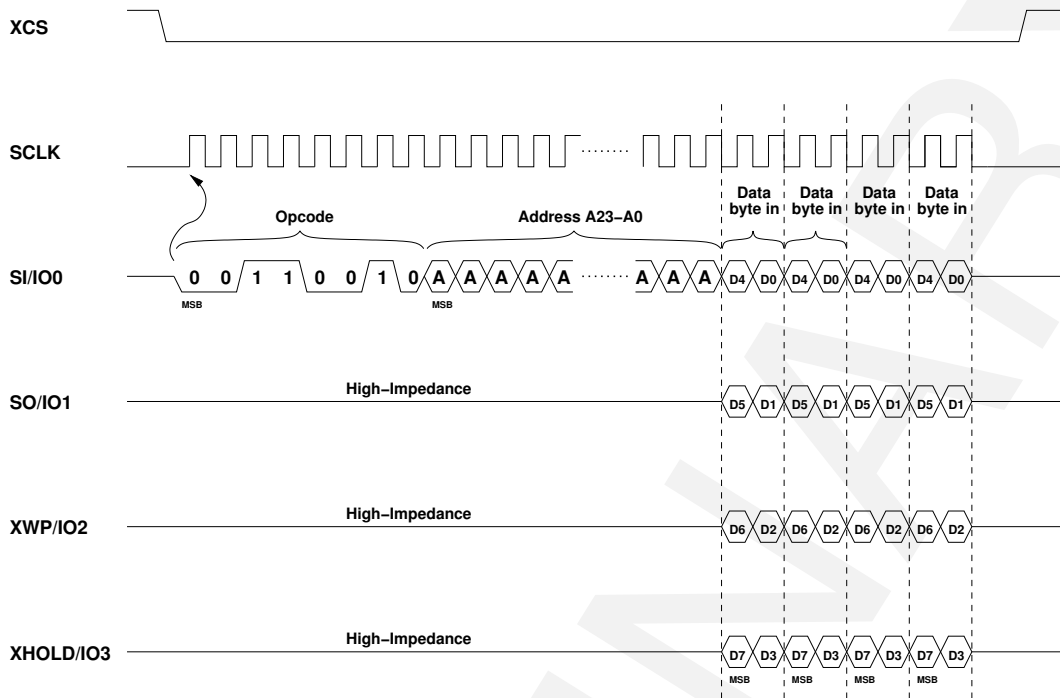 XCS
SCLK
Data byte in Data byte in Data byte in Data byte in
Opcode Address A23–A0
SI/IO0 0 0 1 1 0 0 1 0 A A A A A ········ A A A D4 D0 D4 D0 D4 D0 D4 D0
MSB MSB
High–Impedance
SO/IO1 D5 D1 D5 D1 D5 D1 D5 D1
High–Impedance
XWP/IO2 D6 D2 D6 D2 D6 D2 D6 D2
High–Impedance
XHOLD/IO3 D7 D3 D7 D3 D7 D3 D7 D3
MSB MSB MSB MSB